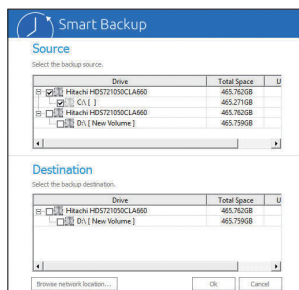 Smart Backup
Source
Select the backup source.
Drive Total Space U
Hitachi HDS721050CLA660 465.762GB
C:\ [ ] 465.271GB
Hitachi HDS721050CLA660 465.762GB
D:\ [ New Volume ] 465.759GB
Destination
Select the backup destination.
Drive Total Space U
Hitachi HDS721050CLA660 465.762GB
D:\ [ New Volume ] 465.759GB
Browse network location... Ok Cancel